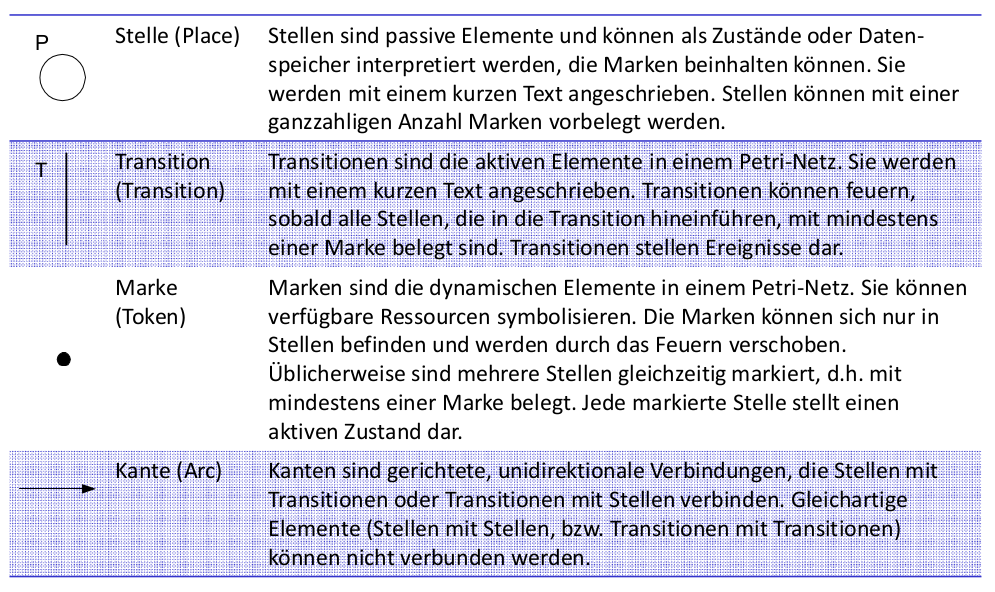 P
Stelle (Place)
Stellen sind passive Elemente und können als Zustände oder Daten-
speicher interpretiert werden, die Marken beinhalten können. Sie
werden mit einem kurzen Text angeschrieben. Stellen können mit einer
ganzzahligen Anzahl Marken vorbelegt werden.
T
Transition
(Transition)
Transitionen sind die aktiven Elemente in einem Petri-Netz. Sie werden
mit einem kurzen Text angeschrieben. Transitionen können feuern,
sobald alle Stellen, die in die Transition hineinführen, mit mindestens
einer Marke belegt sind. Transitionen stellen Ereignisse dar.
Marke
(Token)
Marken sind die dynamischen Elemente in einem Petri-Netz. Sie können
verfügbare Ressourcen symbolisieren. Die Marken können sich nur in
Stellen befinden und werden durch das Feuern verschoben.
Üblicherweise sind mehrere Stellen gleichzeitig markiert, d.h. mit
mindestens einer Marke belegt. Jede markierte Stelle stellt einen
aktiven Zustand dar.
Kante (Arc)
Kanten sind gerichtete, unidirektionale Verbindungen, die Stellen mit
Transitionen oder Transitionen mit Stellen verbinden. Gleichartige
Elemente (Stellen mit Stellen, bzw. Transitionen mit Transitionen)
können nicht verbunden werden.